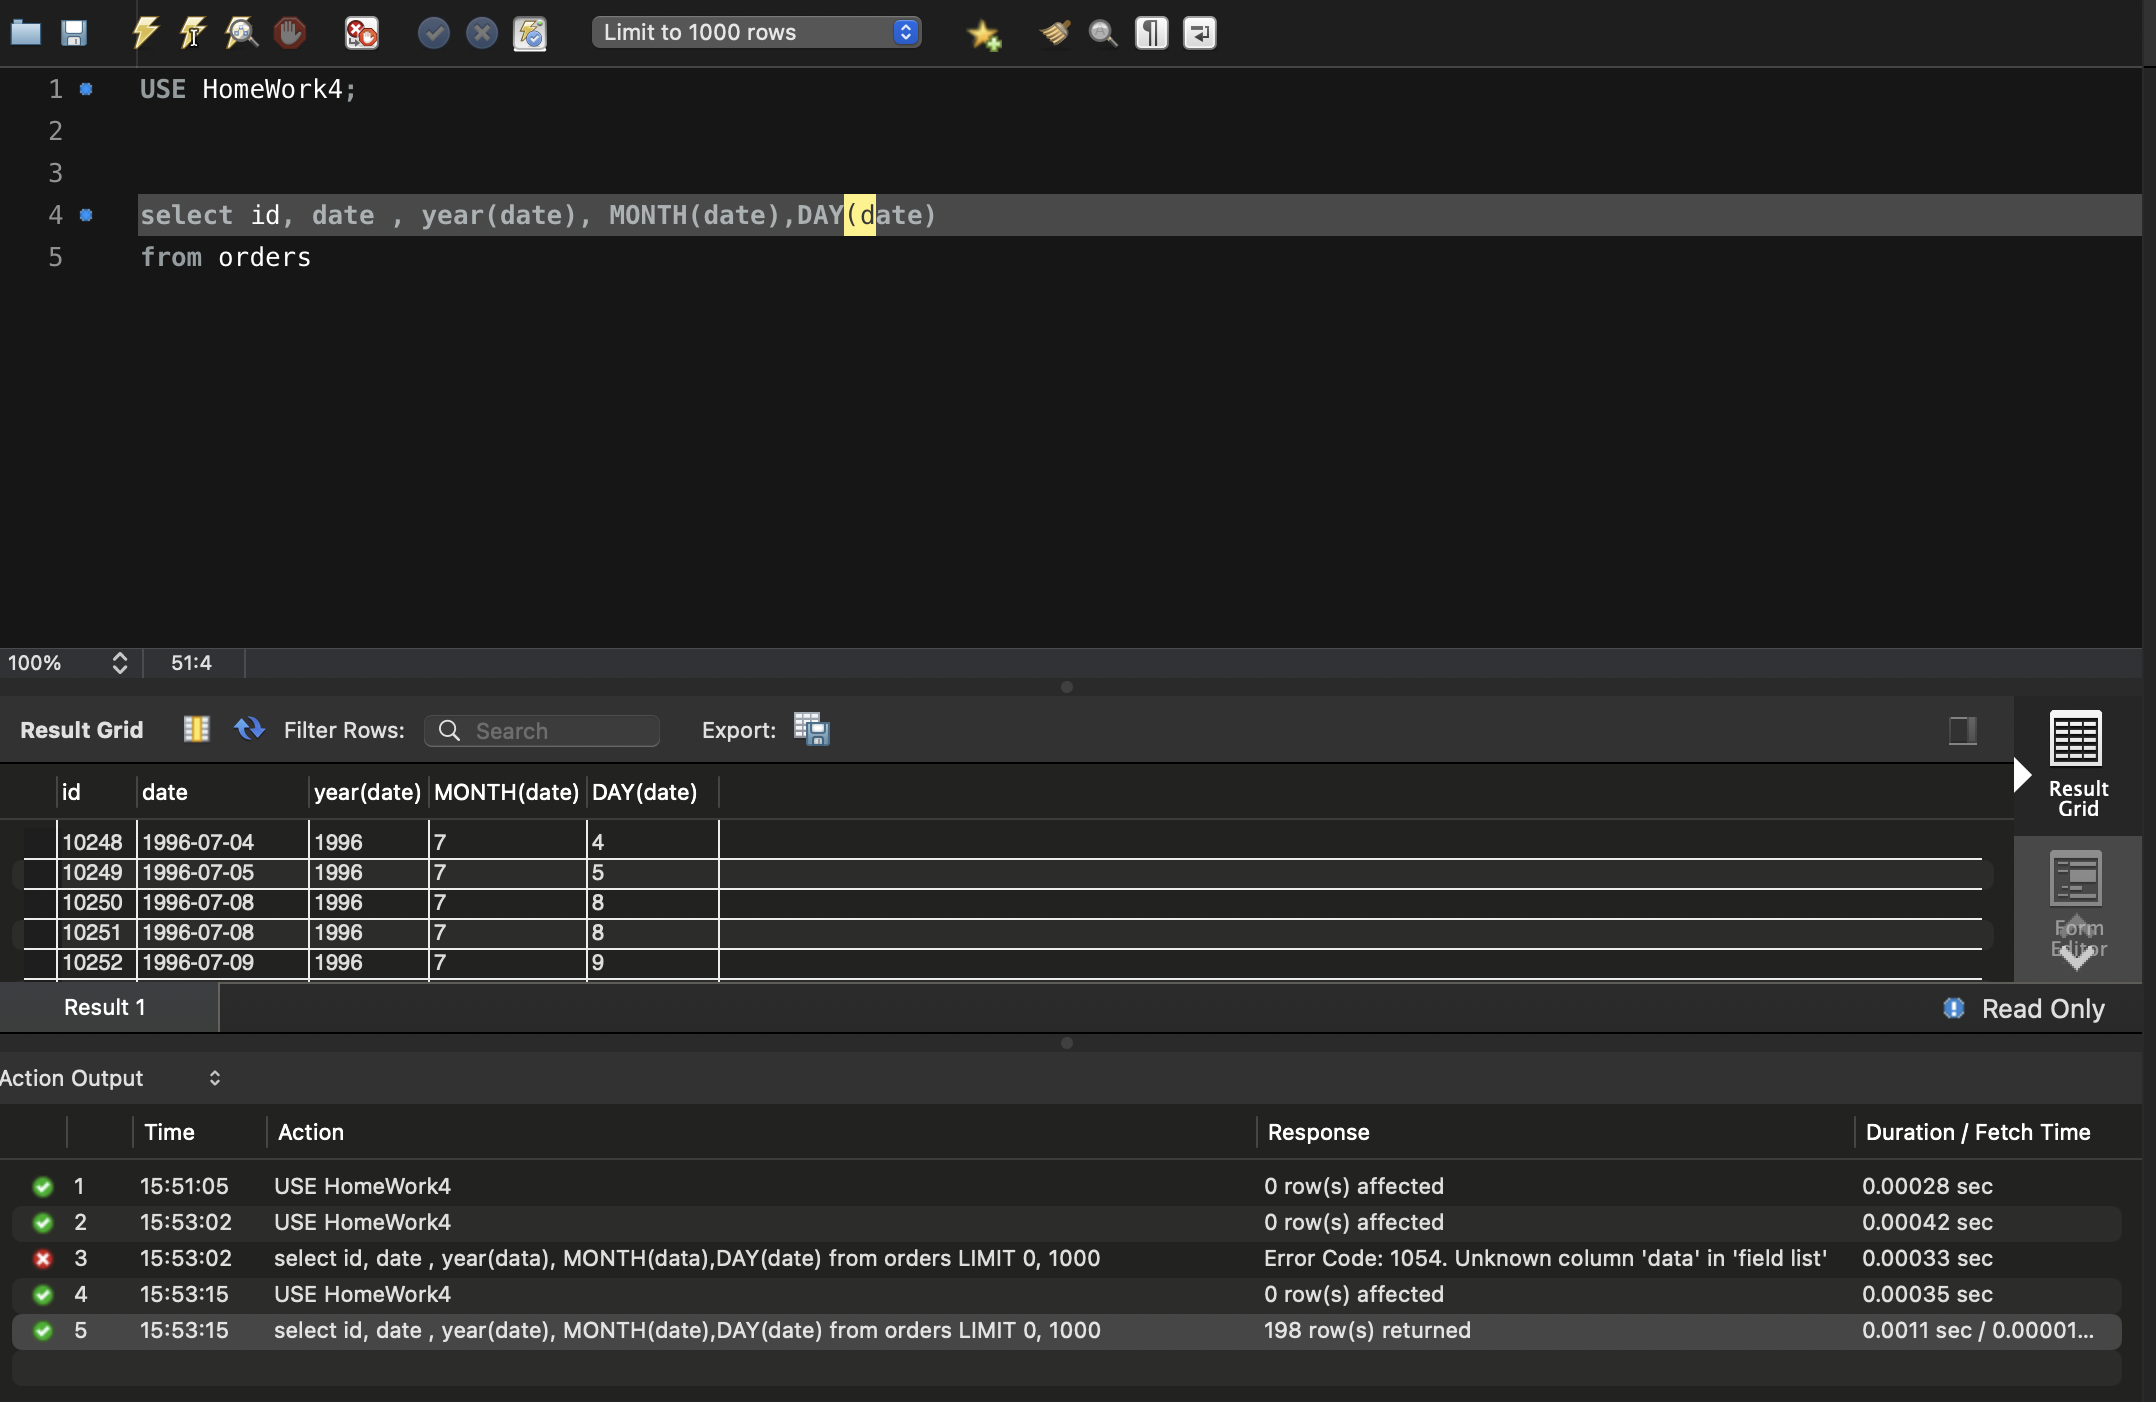 Limit to 1000 rows
1 USE HomeWork4;
2
3
4 select id, date , year(date), MONTH(date),DAY(date)
5 from orders
100% 51:4
Result Grid Filter Rows: Search Export:
id date year(date) MONTH(date) DAY(date)
10248 1996-07-04 1996 7 4
10249 1996-07-05 1996 7 5
10250 1996-07-08 1996 7 8
10251 1996-07-08 1996 7 8
10252 1996-07-09 1996 7 9
Result
Grid
Form
Editor
Result 1 Read Only
Action Output
Time Action Response Duration / Fetch Time
1 15:51:05 USE HomeWork4 0 row(s) affected 0.00028 sec
2 15:53:02 USE HomeWork4 0 row(s) affected 0.00042 sec
3 15:53:02 select id, date , year(data), MONTH(data),DAY(date) from orders LIMIT 0, 1000 Error Code: 1054. Unknown column 'data' in 'field list' 0.00033 sec
4 15:53:15 USE HomeWork4 0 row(s) affected 0.00035 sec
5 15:53:15 select id, date , year(date), MONTH(date),DAY(date) from orders LIMIT 0, 1000 198 row(s) returned 0.0011 sec / 0.00001...